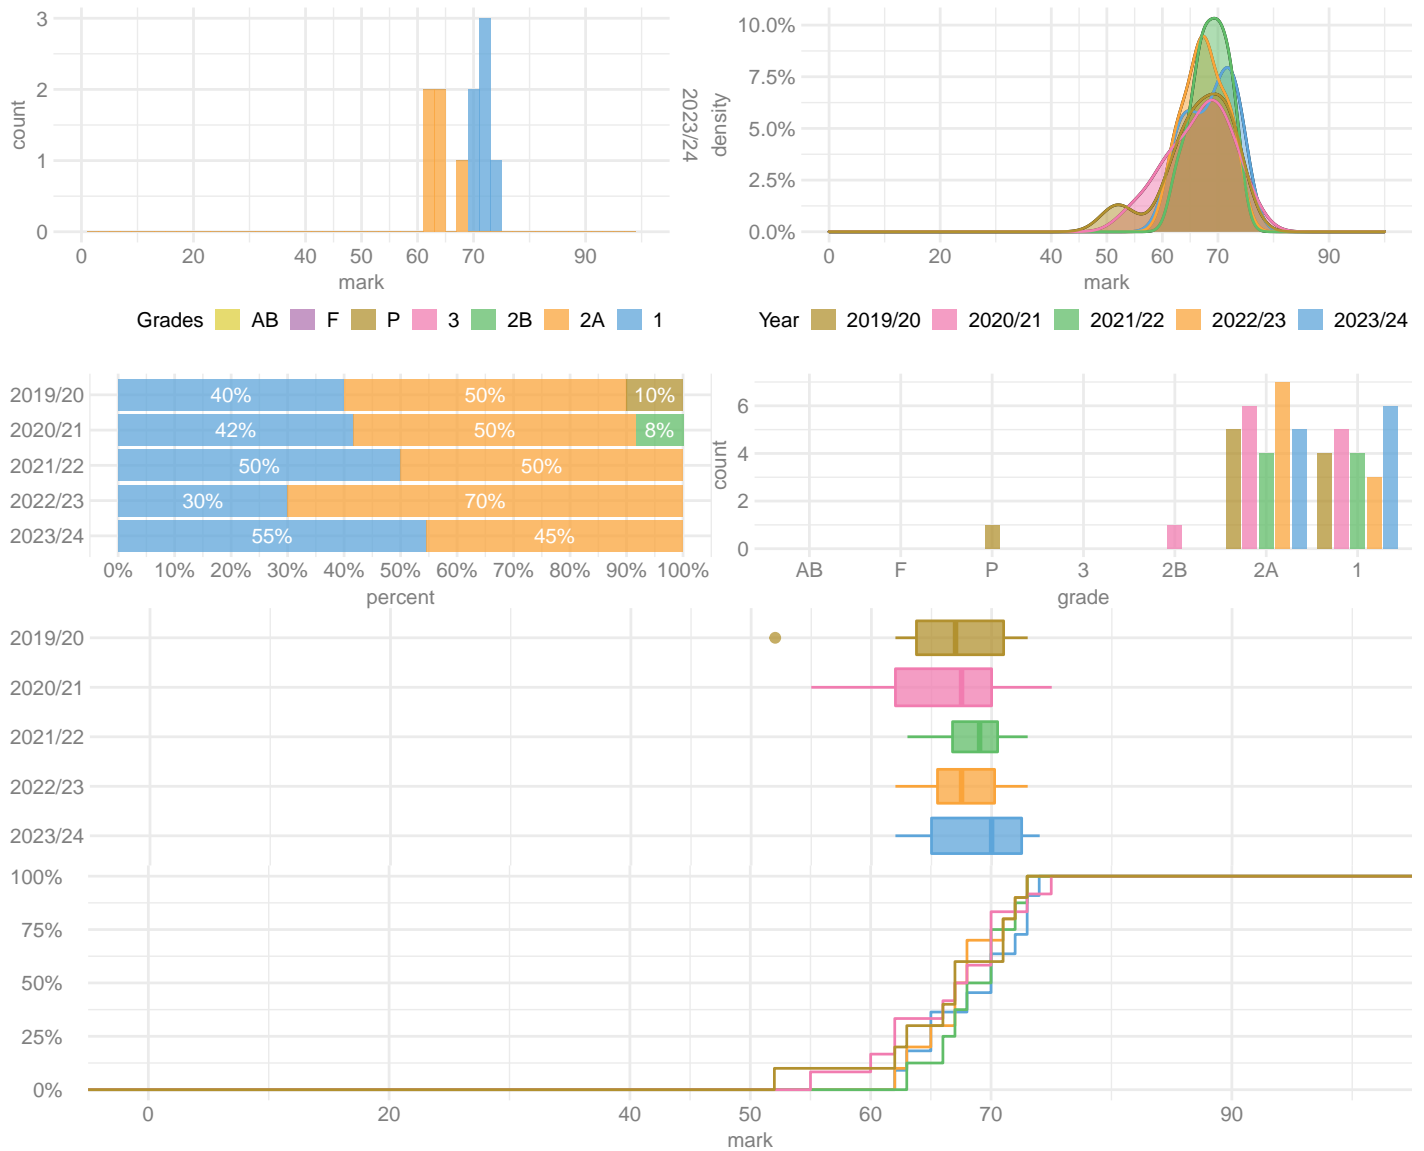 3
2
1
0
count
0 20 40 50 60 70 90
mark
2023/24
10.0%
7.5%
5.0%
2.5%
0.0%
density
0 20 40 50 60 70 90
mark
Grades AB F P 3 2B 2A 1
Year 2019/20 2020/21 2021/22 2022/23 2023/24
2019/20 40% 50% 10%
2020/21 42% 50% 8%
2021/22 50% 50%
2022/23 30% 70%
2023/24 55% 45%
0% 10% 20% 30% 40% 50% 60% 70% 80% 90% 100%
percent
6
4
2
0
count
AB F P 3 2B 2A 1
grade
2019/20
2020/21
2021/22
2022/23
2023/24
100%
75%
50%
25%
0%
0 20 40 50 60 70 90
mark